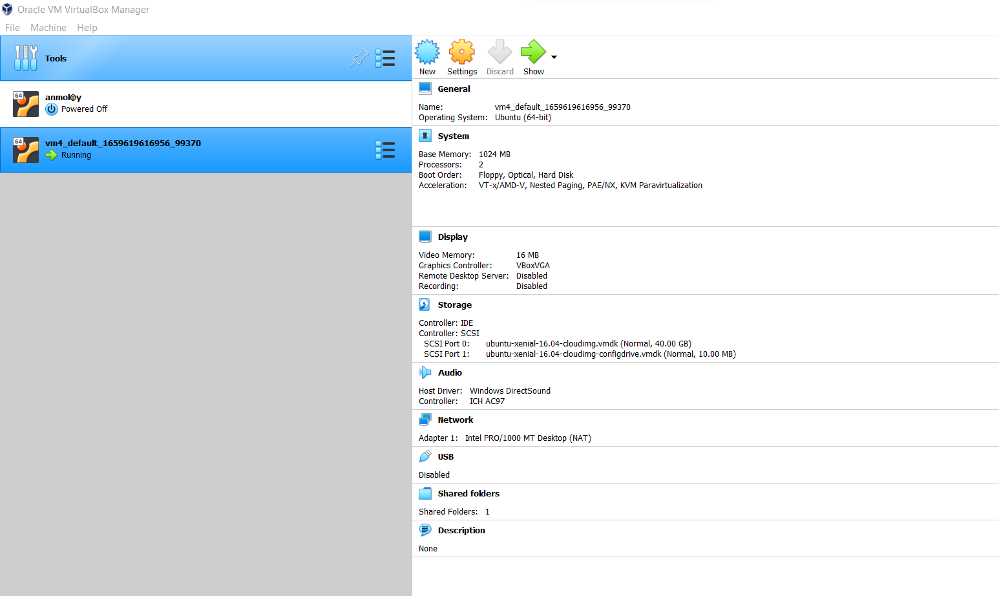 Oracle VM VirtualBox Manager
File Machine Help
Tools
64
anmol@y
Powered Off
64
vm4_default_1659619616956_99370
Running
New Settings Discard Show
General
Name: vm4_default_1659619616956_99370
Operating System: Ubuntu (64-bit)
System
Base Memory: 1024 MB
Processors: 2
Boot Order: Floppy, Optical, Hard Disk
Acceleration: VT-x/AMD-V, Nested Paging, PAE/NX, KVM Paravirtualization
Display
Video Memory: 16 MB
Graphics Controller: VBoxVGA
Remote Desktop Server: Disabled
Recording: Disabled
Storage
Controller: IDE
Controller: SCSI
SCSI Port 0: ubuntu-xenial-16.04-cloudimg.vmdk (Normal, 40.00 GB)
SCSI Port 1: ubuntu-xenial-16.04-cloudimg-configdrive.vmdk (Normal, 10.00 MB)
Audio
Host Driver: Windows DirectSound
Controller: ICH AC97
Network
Adapter 1: Intel PRO/1000 MT Desktop (NAT)
USB
Disabled
Shared folders
Shared Folders: 1
Description
None